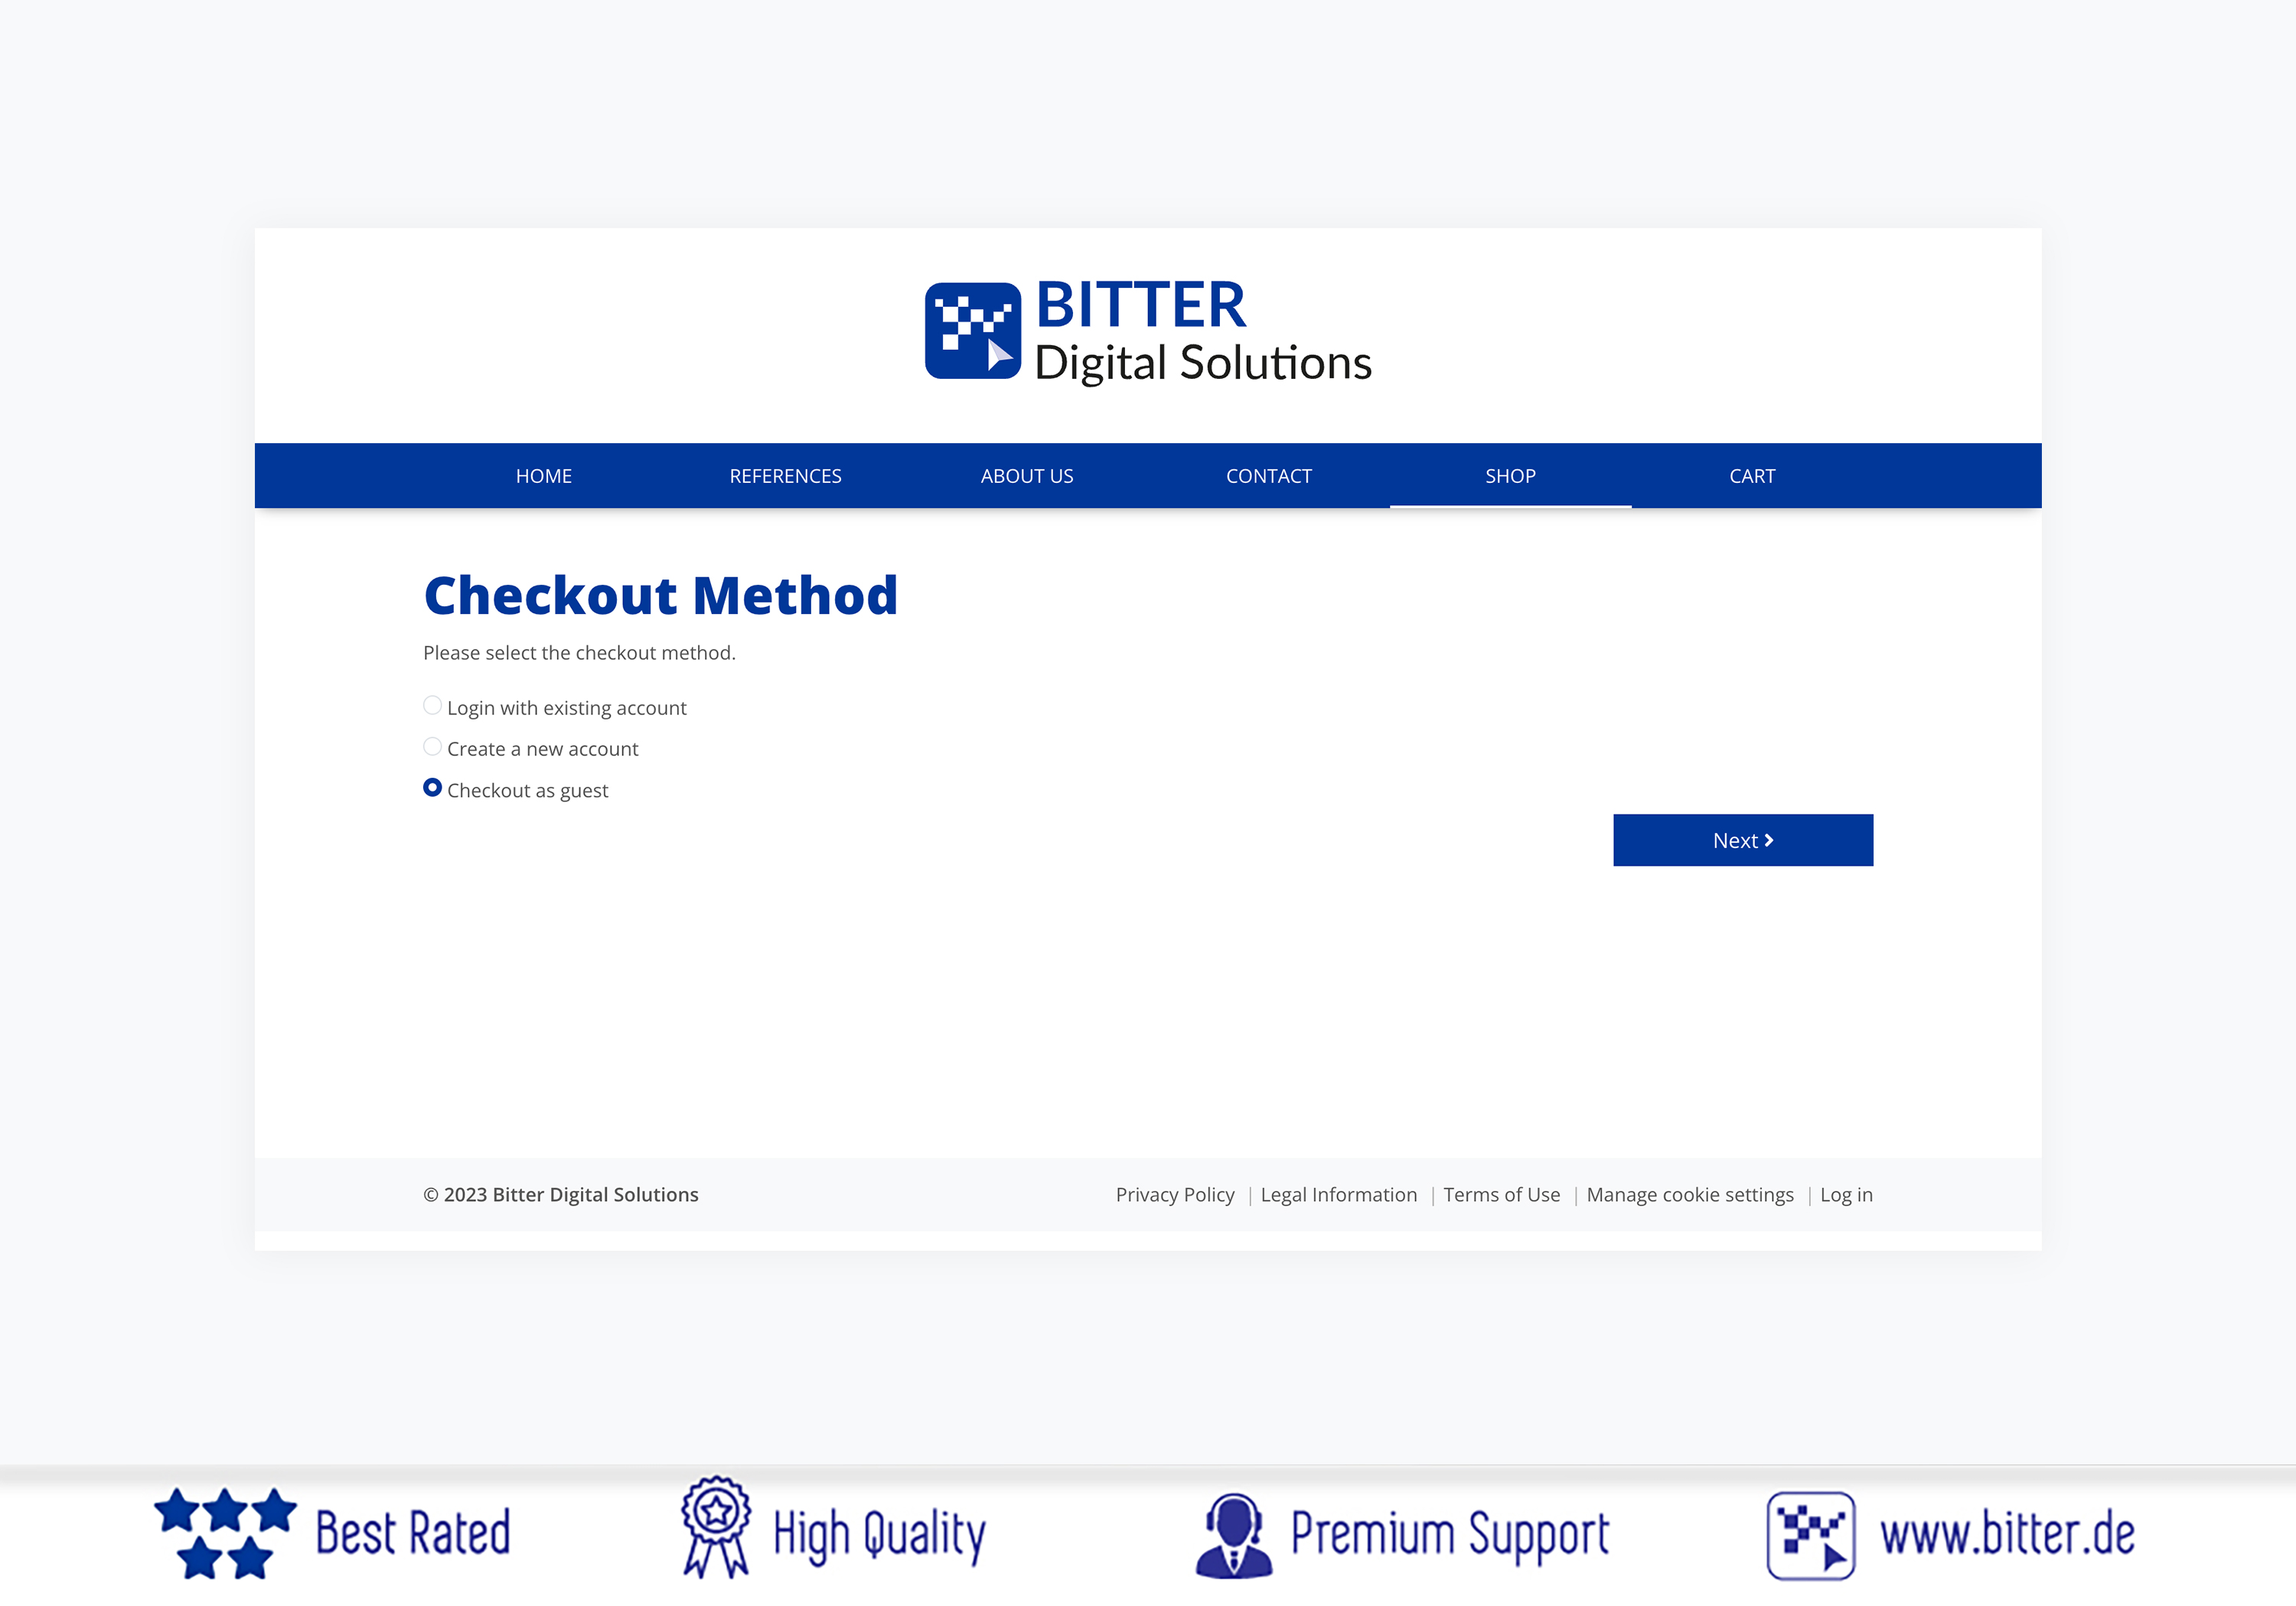 BITTER
Digital Solutions
HOME REFERENCES ABOUT US CONTACT SHOP CART
Checkout Method
Please select the checkout method.
Login with existing account
Create a new account
Checkout as guest
Next
© 2023 Bitter Digital Solutions Privacy Policy | Legal Information | Terms of Use | Manage cookie settings | Log in
Best Rated High Quality Premium Support www.bitter.de